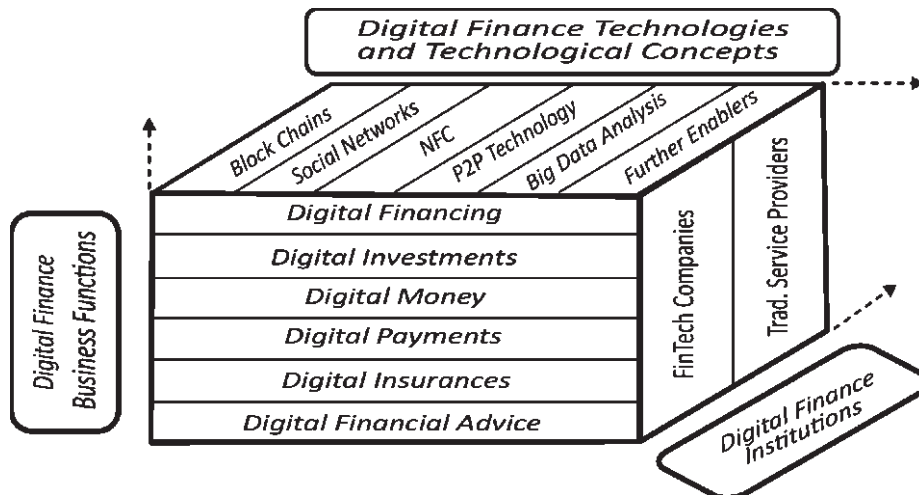 Digital Finance Technologies
and Technological Concepts
Block Chains
Social Networks
NFC
P2P Technology
Big Data Analysis
Further Enablers
Digital Finance
Business Functions
Digital Financing
Digital Investments
Digital Money
Digital Payments
Digital Insurances
Digital Financial Advice
FinTech Companies
Trad. Service Providers
Digital Finance
Institutions